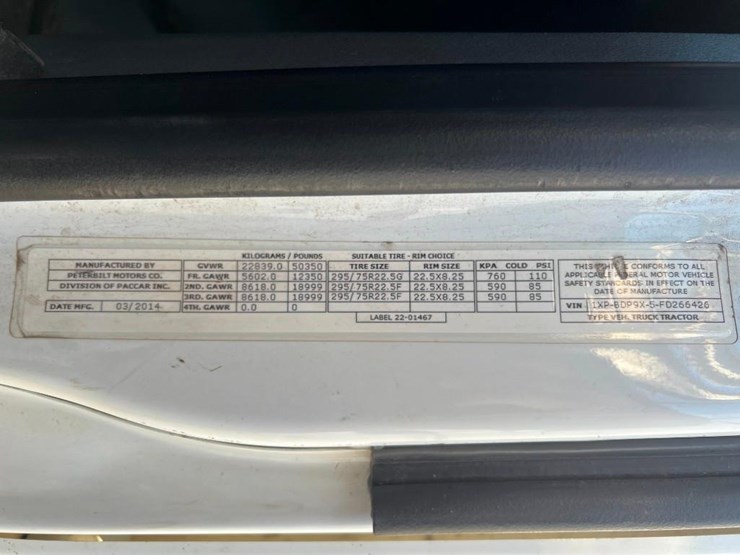 KILOGRAMS / POUNDS SUITABLE TIRE - RIM CHOICE
MANUFACTURED BY GVWR 22839.0 50350 TIRE SIZE RIM SIZE KPA COLD PSI
PETERBILT MOTORS CO. FR. GAWR 5602.0 12350 295/75R22.5G 22.5X8.25 760 110
DIVISION OF PACCAR INC. 2ND. GAWR 8618.0 18999 295/75R22.5F 22.5X8.25 590 85
3RD. GAWR 8618.0 18999 295/75R22.5F 22.5X8.25 590 85
DATE MFG. 03/2014 4TH. GAWR 0.0 0
LABEL 22-01467
THIS CONFORMS TO ALL
APPLICABLE FEDERAL MOTOR VEHICLE
SAFETY STANDARDS IN EFFECT ON THE
DATE OF MANUFACTURE
VIN 1XP-BDP9X-5-FD266426
TYPE VEH. TRUCK TRACTOR